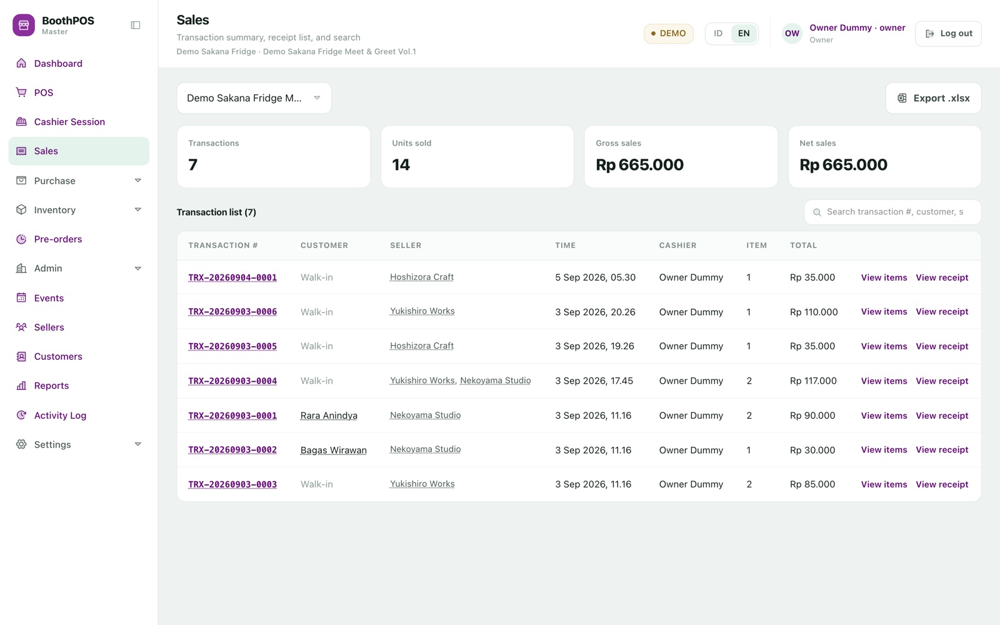 BoothPOS
Master
Dashboard
POS
Cashier Session
Sales
Purchase
Inventory
Pre-orders
Admin
Events
Sellers
Customers
Reports
Activity Log
Settings
Sales
Transaction summary, receipt list, and search
Demo Sakana Fridge · Demo Sakana Fridge Meet & Greet Vol.1
DEMO
ID EN
OW
Owner Dummy · owner
Owner
Log out
Demo Sakana Fridge M...
Export .xlsx
Transactions
7
Units sold
14
Gross sales
Rp 665.000
Net sales
Rp 665.000
Transaction list (7)
Search transaction #, customer, s
TRANSACTION # CUSTOMER SELLER TIME CASHIER ITEM TOTAL
TRX-20260904-0001 Walk-in Hoshizora Craft 5 Sep 2026, 05.30 Owner Dummy 1 Rp 35.000 View items View receipt
TRX-20260903-0006 Walk-in Yukishiro Works 3 Sep 2026, 20.26 Owner Dummy 1 Rp 110.000 View items View receipt
TRX-20260903-0005 Walk-in Hoshizora Craft 3 Sep 2026, 19.26 Owner Dummy 1 Rp 35.000 View items View receipt
TRX-20260903-0004 Walk-in Yukishiro Works, Nekoyama Studio 3 Sep 2026, 17.45 Owner Dummy 2 Rp 117.000 View items View receipt
TRX-20260903-0001 Rara Anindya Nekoyama Studio 3 Sep 2026, 11.16 Owner Dummy 2 Rp 90.000 View items View receipt
TRX-20260903-0002 Bagas Wirawan Nekoyama Studio 3 Sep 2026, 11.16 Owner Dummy 1 Rp 30.000 View items View receipt
TRX-20260903-0003 Walk-in Yukishiro Works 3 Sep 2026, 11.16 Owner Dummy 2 Rp 85.000 View items View receipt